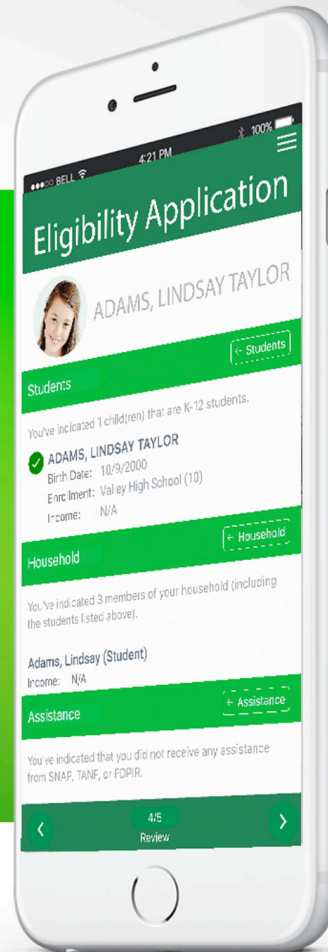 ●●●○○ BELL 4:21 PM 100%
Eligibility Application
ADAMS, LINDSAY TAYLOR
Students ← Students
You've indicated 1 child(ren) that are K-12 students.
ADAMS, LINDSAY TAYLOR
Birth Date: 10/9/2000
Enrollment: Valley High School (10)
Income: N/A
Household ← Household
You've indicated 3 members of your household (including
the students listed above).
Adams, Lindsay (Student)
Income: N/A
Assistance ← Assistance
You've indicated that you did not receive any assistance
from SNAP, TANF, or FDPIR.
4/5
Review